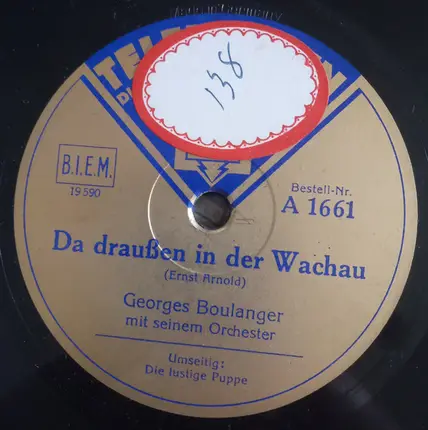 138
B.I.E.M.
19590
Bestell-Nr.
A 1661
Da draußen in der Wachau
(Ernst Arnold)
Georges Boulanger
mit seinem Orchester
Umseitig:
Die lustige Puppe